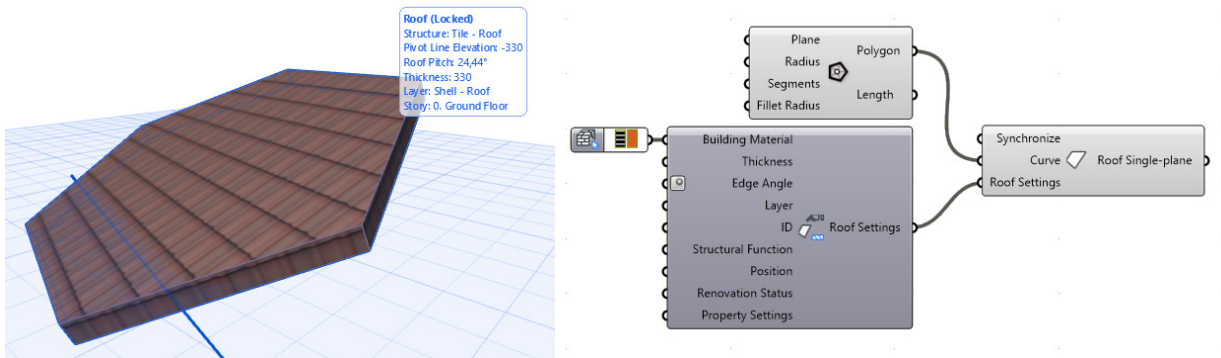 Roof (Locked)
Structure: Tile - Roof
Pivot Line Elevation: -330
Roof Pitch: 24,44°
Thickness: 330
Layer: Shell - Roof
Story: 0. Ground Floor
Plane
Radius
Segments
Fillet Radius
Polygon
Length
Building Material
Thickness
Edge Angle
Layer
ID
Structural Function
Position
Renovation Status
Property Settings
Roof Settings
Synchronize
Curve
Roof Settings
Roof Single-plane